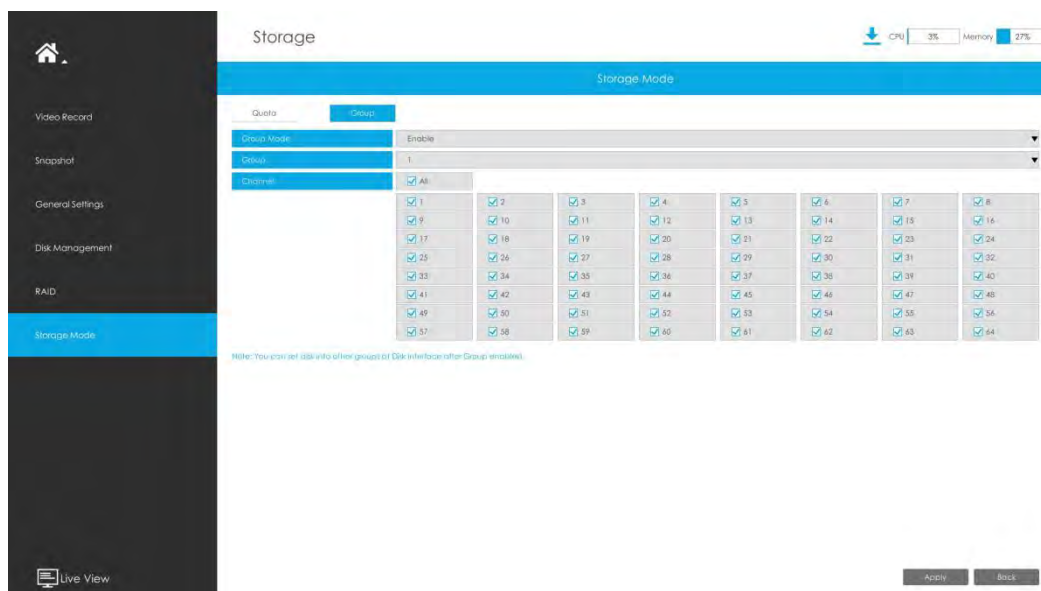 Storage
CPU 3% Memory 27%
Storage Mode
Video Record
Snapshot
General Settings
Disk Management
RAID
Storage Mode
Live View
Quota Group
Group Mode Enable
Group 1
Channel All
1 2 3 4 5 6 7 8
9 10 11 12 13 14 15 16
17 18 19 20 21 22 23 24
25 26 27 28 29 30 31 32
33 34 35 36 37 38 39 40
41 42 43 44 45 46 47 48
49 50 51 52 53 54 55 56
57 58 59 60 61 62 63 64
Note: You can set disk into other groups at Disk interface after Group enabled.
Apply Back